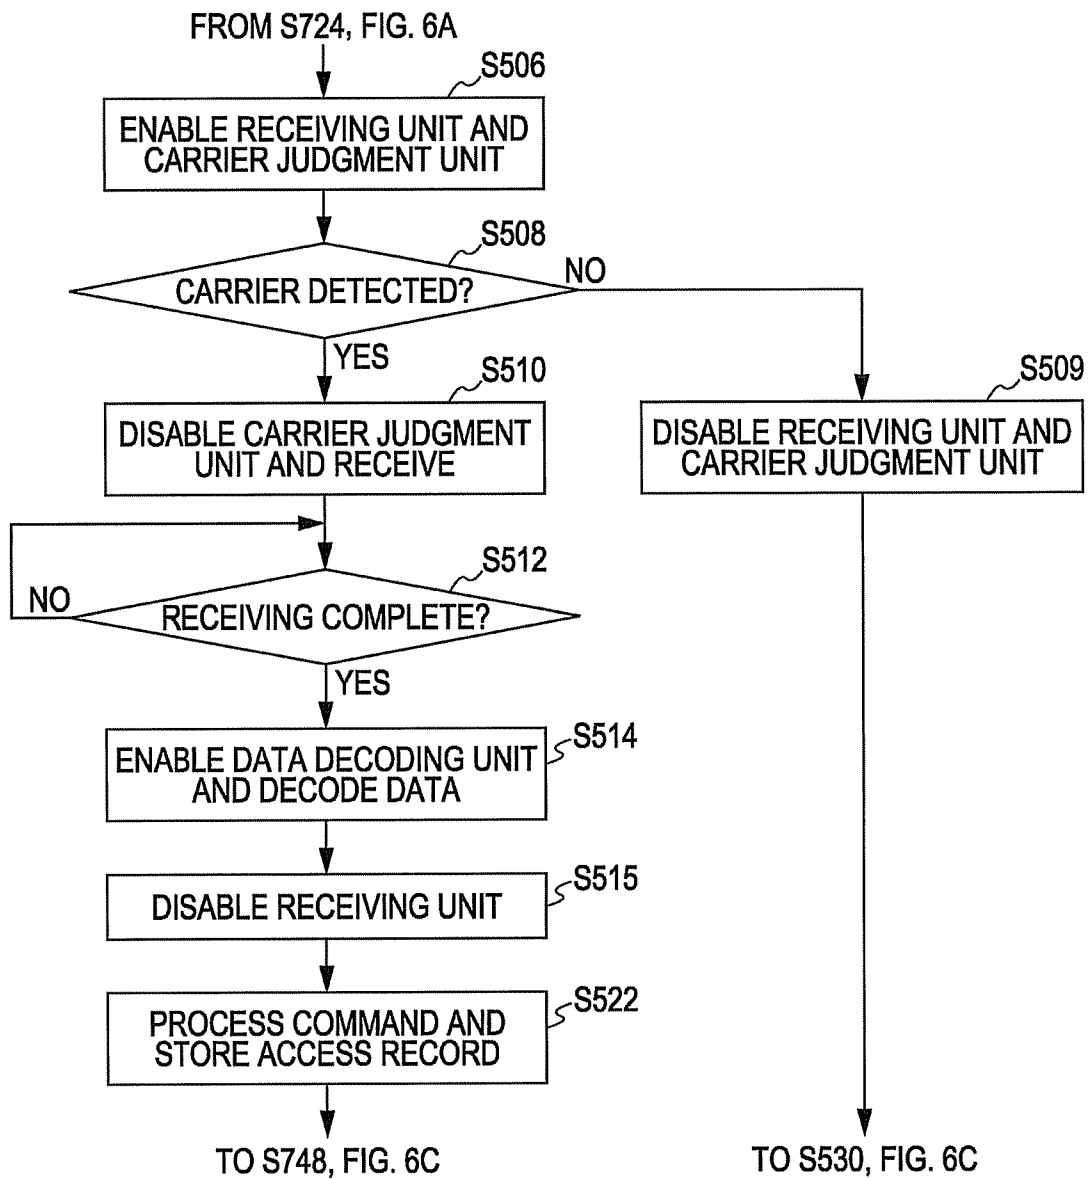 FROM S724, FIG. 6A
S506
ENABLE RECEIVING UNIT AND
CARRIER JUDGMENT UNIT
S508
CARRIER DETECTED?
NO
YES
S510
DISABLE CARRIER JUDGMENT
UNIT AND RECEIVE
S509
DISABLE RECEIVING UNIT AND
CARRIER JUDGMENT UNIT
S512
RECEIVING COMPLETE?
NO
YES
S514
ENABLE DATA DECODING UNIT
AND DECODE DATA
S515
DISABLE RECEIVING UNIT
S522
PROCESS COMMAND AND
STORE ACCESS RECORD
TO S748, FIG. 6C
TO S530, FIG. 6C